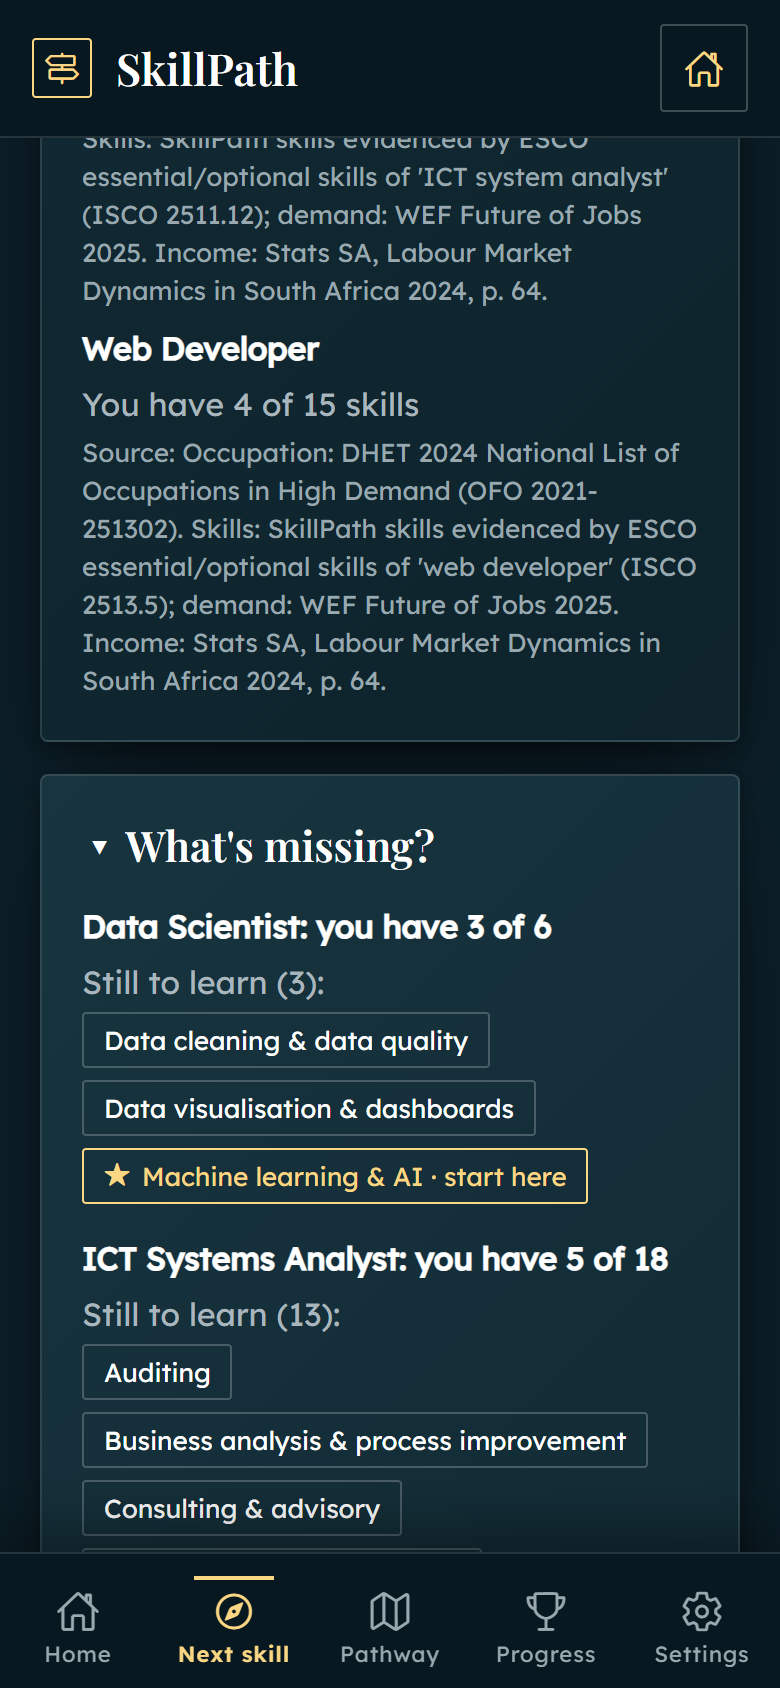 SkillPath
Skills: SkillPath skills evidenced by ESCO
essential/optional skills of 'ICT system analyst'
(ISCO 2511.12); demand: WEF Future of Jobs
2025. Income: Stats SA, Labour Market
Dynamics in South Africa 2024, p. 64.
Web Developer
You have 4 of 15 skills
Source: Occupation: DHET 2024 National List of
Occupations in High Demand (OFO 2021-
251302). Skills: SkillPath skills evidenced by ESCO
essential/optional skills of 'web developer' (ISCO
2513.5); demand: WEF Future of Jobs 2025.
Income: Stats SA, Labour Market Dynamics in
South Africa 2024, p. 64.
▼ What's missing?
Data Scientist: you have 3 of 6
Still to learn (3):
Data cleaning & data quality
Data visualisation & dashboards
★ Machine learning & AI · start here
ICT Systems Analyst: you have 5 of 18
Still to learn (13):
Auditing
Business analysis & process improvement
Consulting & advisory
Home
Next skill
Pathway
Progress
Settings